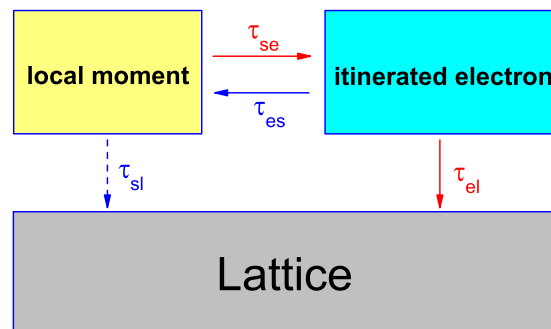 τse
local moment
itinerated electron
τes
τsl
τel
Lattice